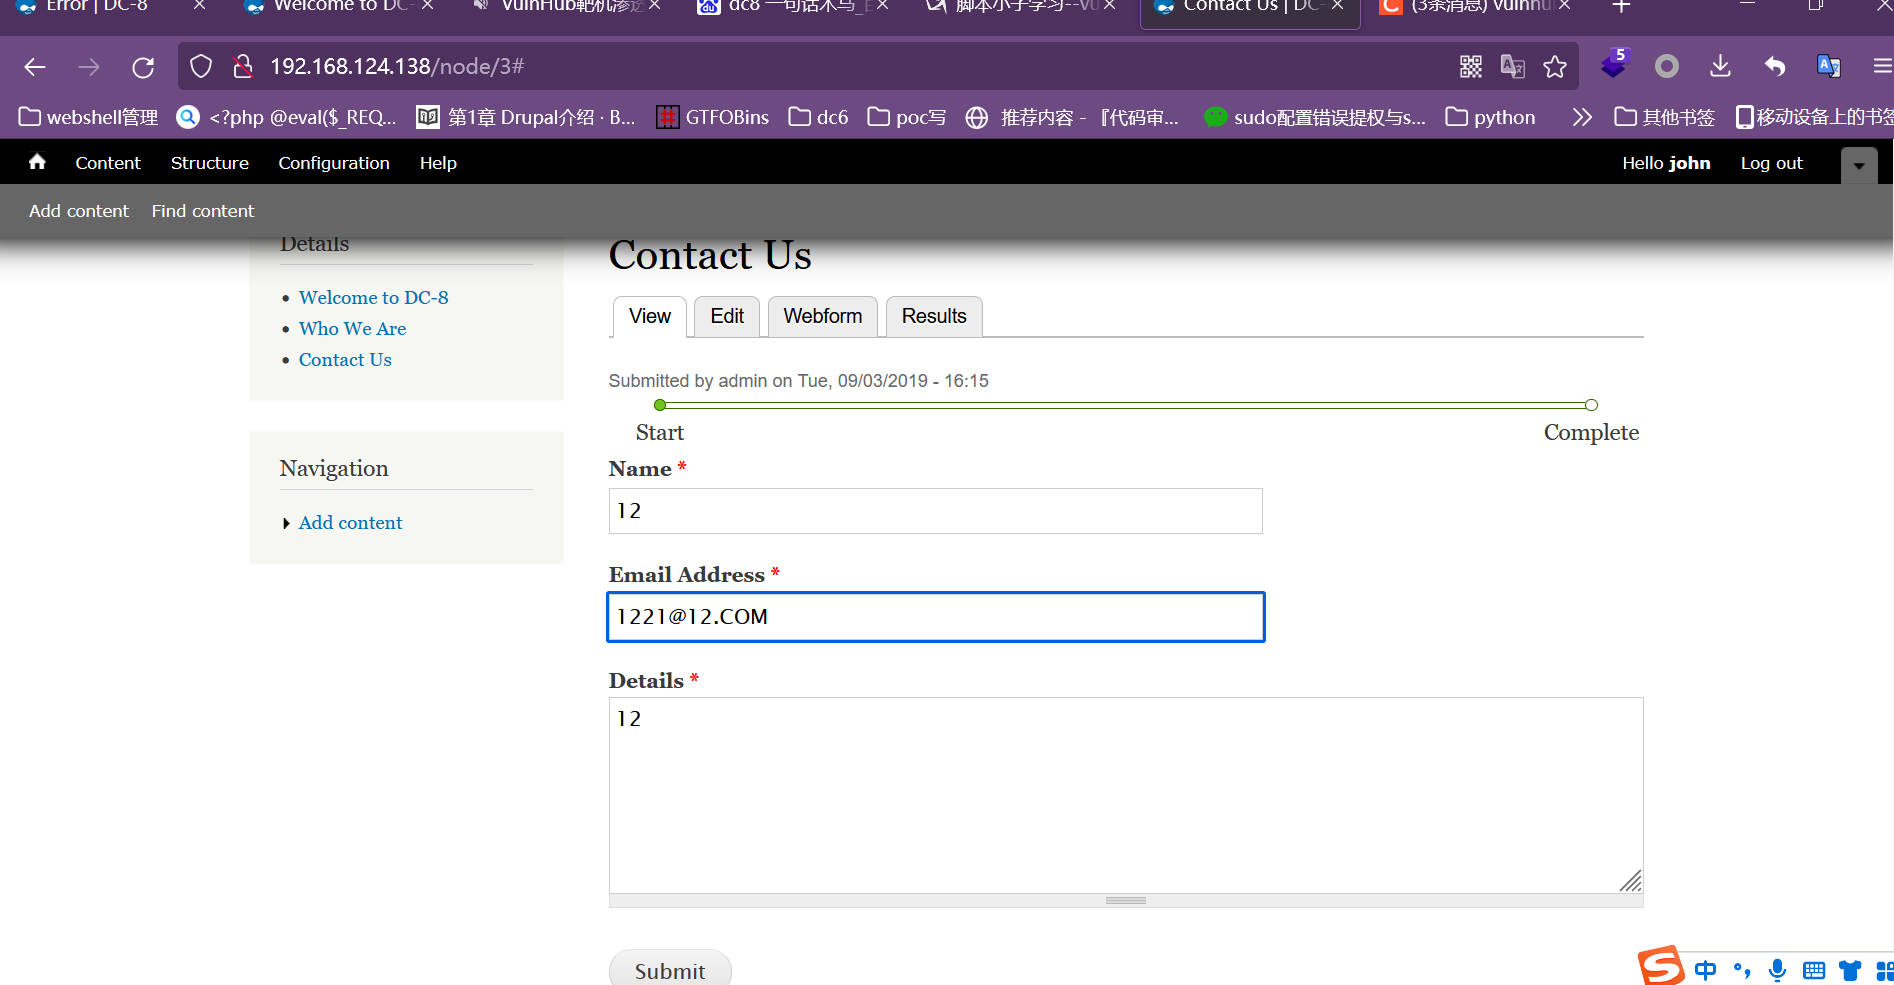 Error | DC-8
Welcome to DC-
VulnHub靶机渗透
dc8 一句话木马_
脚本小子学习--vu
Contact Us | DC-
(3条消息) vulnhu
192.168.124.138/node/3#
5
webshell管理
<?php @eval($_REQ...
第1章 Drupal介绍 · B...
GTFOBins
dc6
poc写
推荐内容 - 『代码审...
sudo配置错误提权与s...
python
其他书签
移动设备上的书签
Content Structure Configuration Help
Hello john Log out
Add content Find content
Details
Welcome to DC-8
Who We Are
Contact Us
Navigation
Add content
Contact Us
View Edit Webform Results
Submitted by admin on Tue, 09/03/2019 - 16:15
Start Complete
Name *
12
Email Address *
1221@12.COM
Details *
12
Submit
中